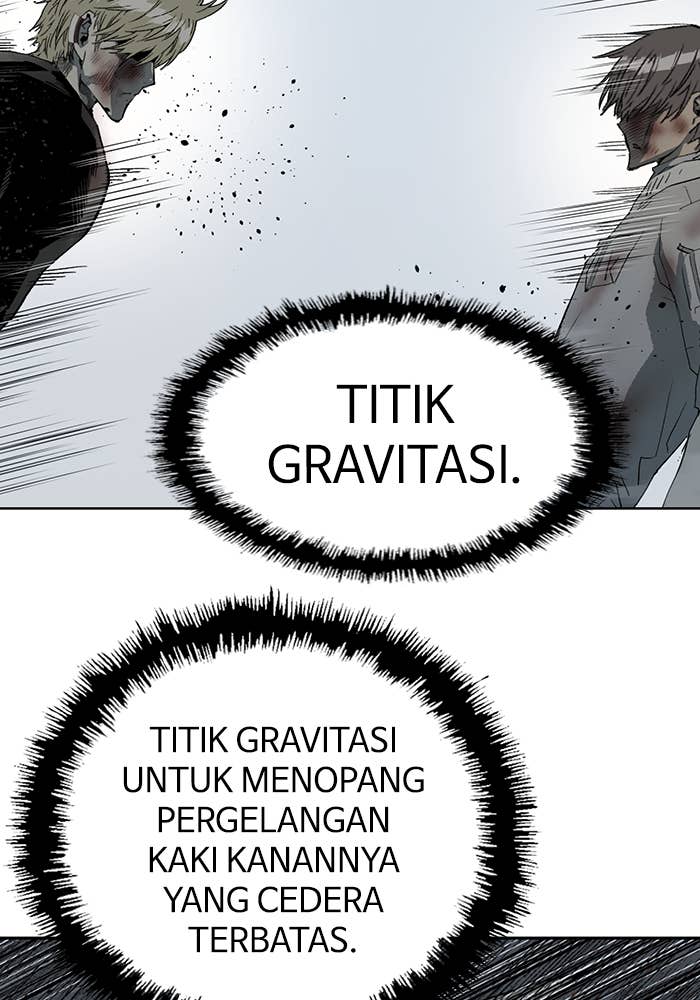 TITIK
GRAVITASI.
TITIK GRAVITASI
UNTUK MENOPANG
PERGELANGAN
KAKI KANANNYA
YANG CEDERA
TERBATAS.